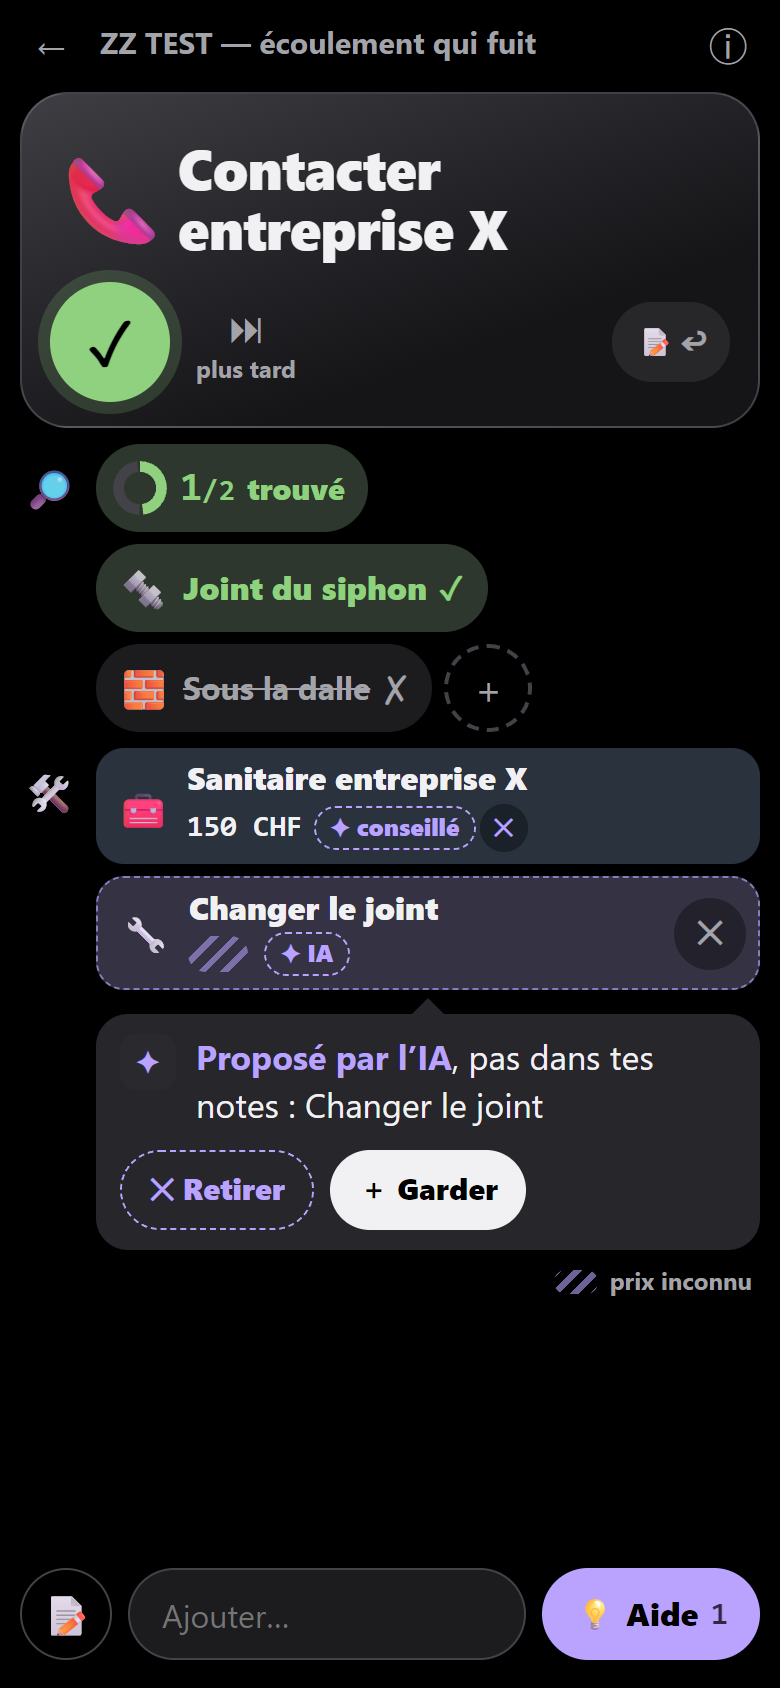 ← ZZ TEST — écoulement qui fuit ⓘ
Contacter
entreprise X
✓
plus tard
1/2 trouvé
Joint du siphon ✓
Sous la dalle ✗
+
Sanitaire entreprise X
150 CHF ✦ conseillé ✕
Changer le joint
✦ IA
✕
✦ Proposé par l’IA, pas dans tes
notes : Changer le joint
✕ Retirer + Garder
prix inconnu
Ajouter… Aide 1